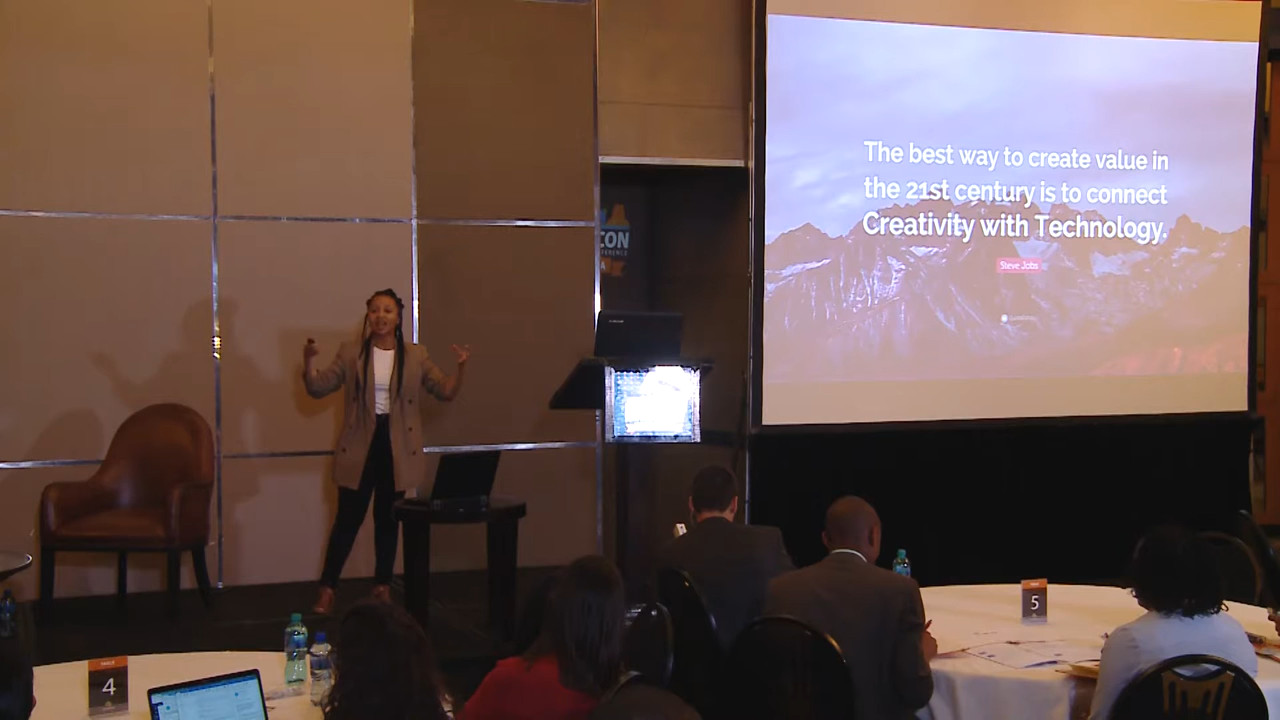 The best way to create value in
the 21st century is to connect
Creativity with Technology.
Steve Jobs
CON
4
5